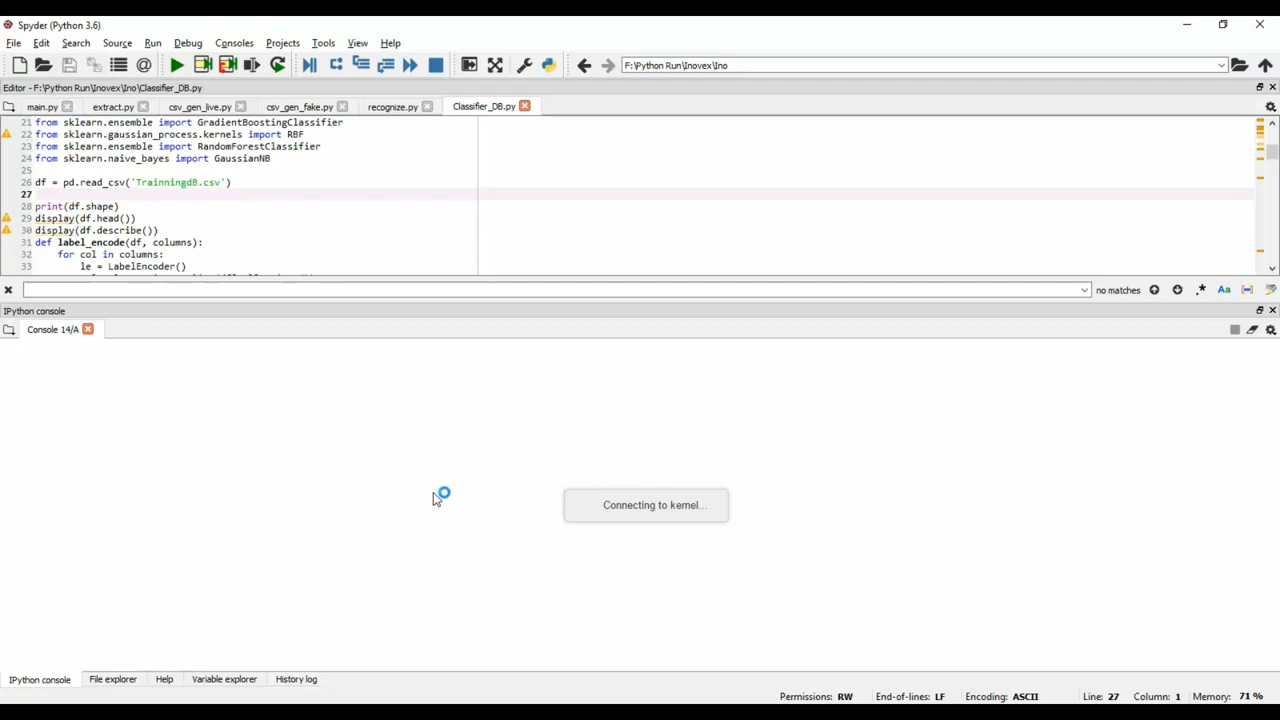 Spyder (Python 3.6)
File Edit Search Source Run Debug Consoles Projects Tools View Help
F:\Python Run\Inovex\Ino
Editor - F:\Python Run\Inovex\Ino\Classifier_DB.py
main.py extract.py csv_gen_live.py csv_gen_fake.py recognize.py Classifier_DB.py
21 from sklearn.ensemble import GradientBoostingClassifier
22 from sklearn.gaussian_process.kernels import RBF
23 from sklearn.ensemble import RandomForestClassifier
24 from sklearn.naive_bayes import GaussianNB
25
26 df = pd.read_csv('TrainningdB.csv')
27
28 print(df.shape)
29 display(df.head())
30 display(df.describe())
31 def label_encode(df, columns):
32 for col in columns:
33 le = LabelEncoder()
no matches .* Aa
IPython console
Console 14/A
Connecting to kernel...
IPython console File explorer Help Variable explorer History log
Permissions: RW End-of-lines: LF Encoding: ASCII Line: 27 Column: 1 Memory: 71 %